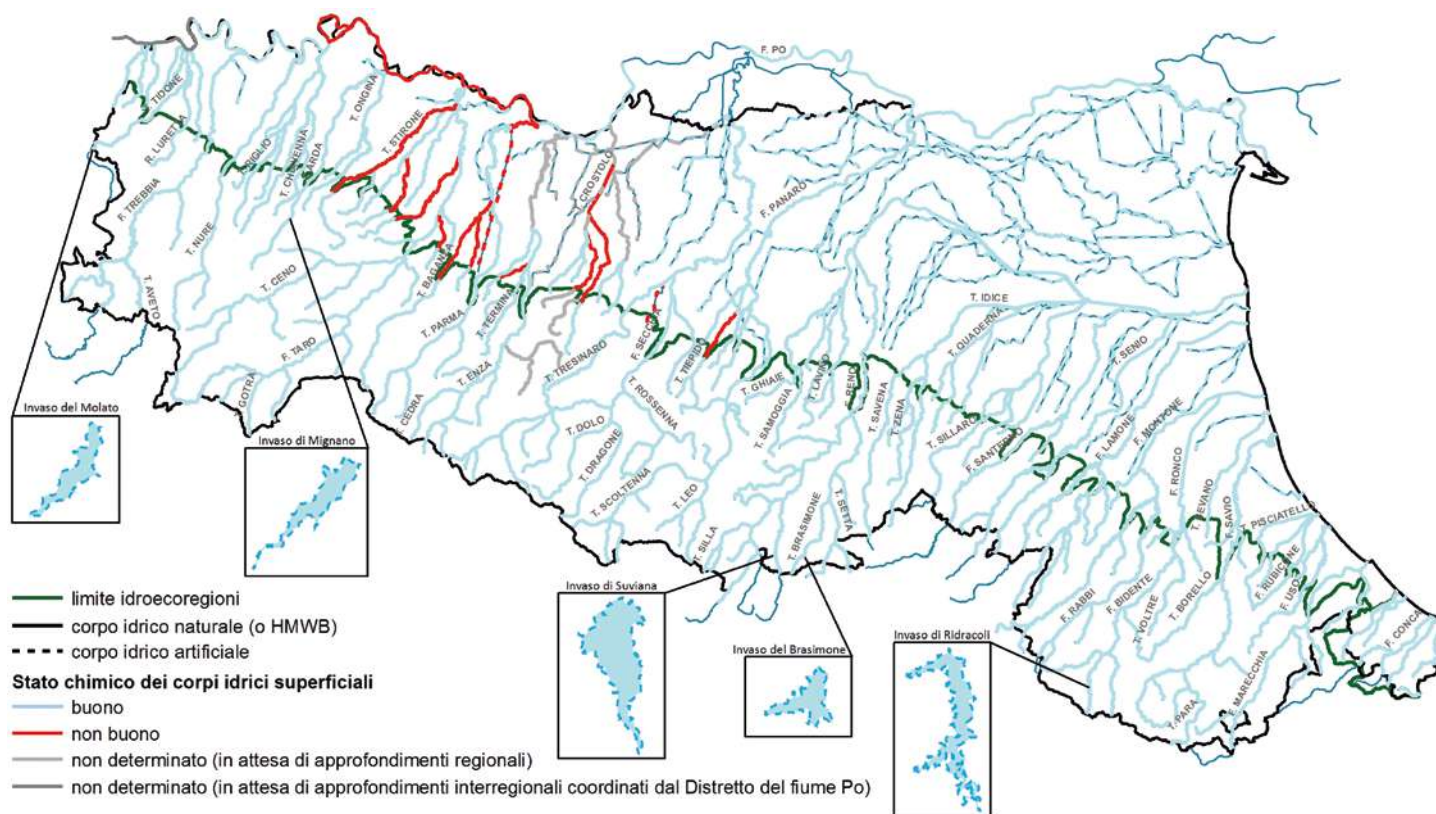 F. PO
T. TIDONE
R. LURETTA
F. TREBBIA
T. NURE
T. AVETO
T. CHIAVENNA
ARDA
T. ONGINA
T. STIRONE
T. CENO
F. TARO
GOTRA
T. BAGANZA
T. PARMA
T. TERMINA
T. ENZA
T. CEDRA
T. CROSTOLO
T. TRESINARO
F. SECCHIA
T. TIEPIDO
T. ROSSENNA
T. DOLO
T. DRAGONE
T. SCOLTENNA
T. LEO
T. SILLA
F. PANARO
T. GHIAIE
T. SAMOGGIA
T. LAVINO
F. RENO
T. SAVENA
T. ZENA
T. BRASIMONE
T. SETTA
T. IDICE
T. QUADERNA
T. SILLARO
F. SANTERNO
T. SENIO
F. LAMONE
F. MONTONE
F. RONCO
T. BEVANO
F. SAVIO
T. PISCIATELLO
F. RUBICONE
F. USO
F. RABBI
F. BIDENTE
T. VOLTRE
T. BORELLO
T. PARA
F. MARECCHIA
F. CONCA
Invaso del Molato
Invaso di Mignano
Invaso di Suviana
Invaso del Brasimone
Invaso di Ridracoli
limite idroecoregioni
corpo idrico naturale (o HMWB)
corpo idrico artificiale
Stato chimico dei corpi idrici superficiali
buono
non buono
non determinato (in attesa di approfondimenti regionali)
non determinato (in attesa di approfondimenti interregionali coordinati dal Distretto del fiume Po)